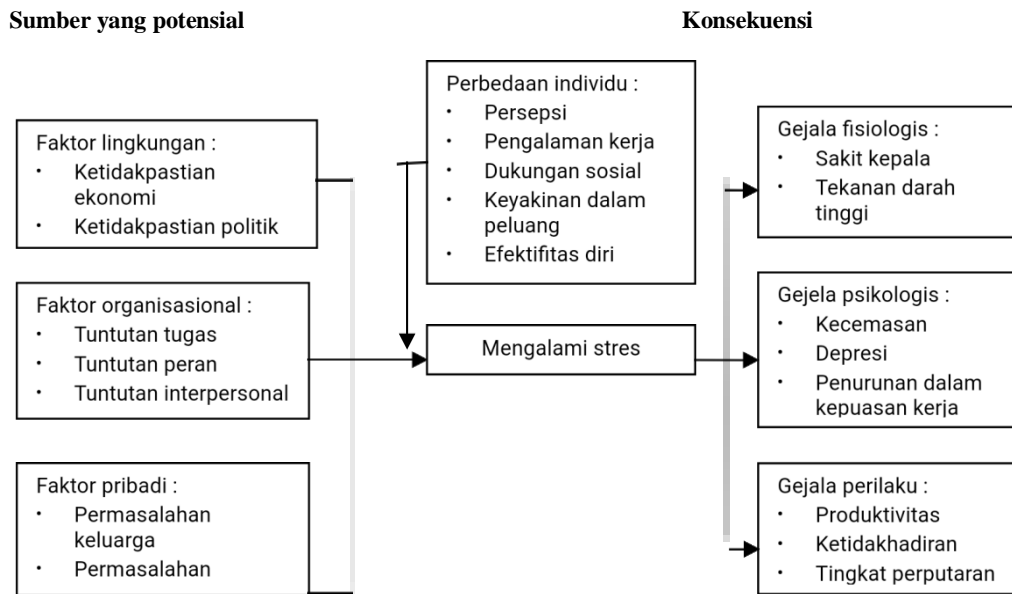 Sumber yang potensial
Konsekuensi
Faktor lingkungan :
• Ketidakpastian
ekonomi
• Ketidakpastian politik
Faktor organisasional :
• Tuntutan tugas
• Tuntutan peran
• Tuntutan interpersonal
Faktor pribadi :
• Permasalahan
keluarga
• Permasalahan
Perbedaan individu :
• Persepsi
• Pengalaman kerja
• Dukungan sosial
• Keyakinan dalam
peluang
• Efektifitas diri
Mengalami stres
Gejala fisiologis :
• Sakit kepala
• Tekanan darah
tinggi
Gejela psikologis :
• Kecemasan
• Depresi
• Penurunan dalam
kepuasan kerja
Gejala perilaku :
• Produktivitas
• Ketidakhadiran
• Tingkat perputaran